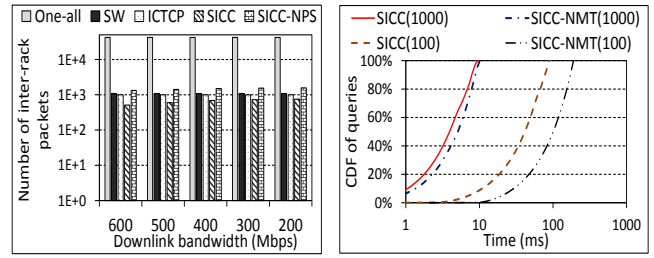 One-all SW ICTCP SICC SICC-NPS
Number of inter-rack
packets
1E+4
1E+3
1E+2
1E+1
1E+0
600 500 400 300 200
Downlink bandwidth (Mbps)
SICC(1000) SICC-NMT(1000)
SICC(100) SICC-NMT(100)
CDF of queries
100%
80%
60%
40%
20%
0%
1 10 100 1000
Time (ms)